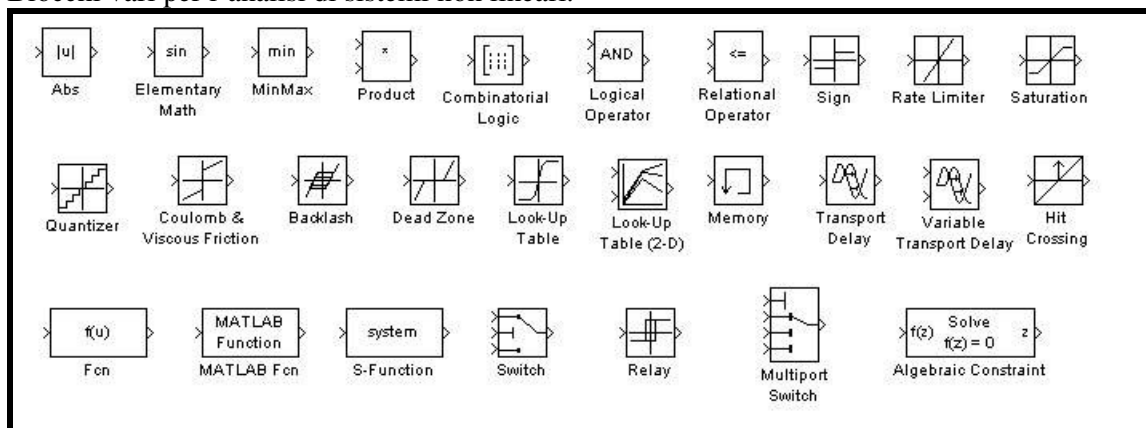 Blocchi vari per l'analisi di sistemi non lineari.
|u| sin min * [:::] AND <=
Abs Elementary Math MinMax Product Combinatorial Logic Logical Operator Relational Operator Sign Rate Limiter Saturation
Quantizer Coulomb & Viscous Friction Backlash Dead Zone Look-Up Table Look-Up Table (2-D) Memory Transport Delay Variable Transport Delay Hit Crossing
f(u) MATLAB Function system f(z) Solve f(z) = 0 z
Fcn MATLAB Fcn S-Function Switch Relay Multiport Switch Algebraic Constraint